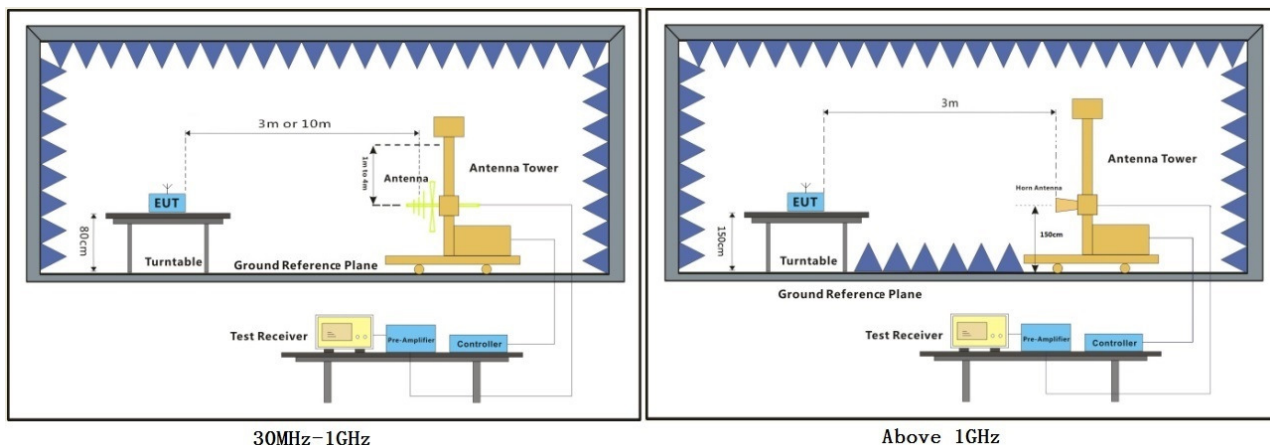 3m or 10m
1m to 4m
Antenna
Antenna Tower
EUT
80cm
Turntable
Ground Reference Plane
Test Receiver
Pre-Amplifier
Controller
30MHz-1GHz
3m
Antenna Tower
Horn Antenna
EUT
150cm
150cm
Turntable
Ground Reference Plane
Test Receiver
Pre-Amplifier
Controller
Above 1GHz